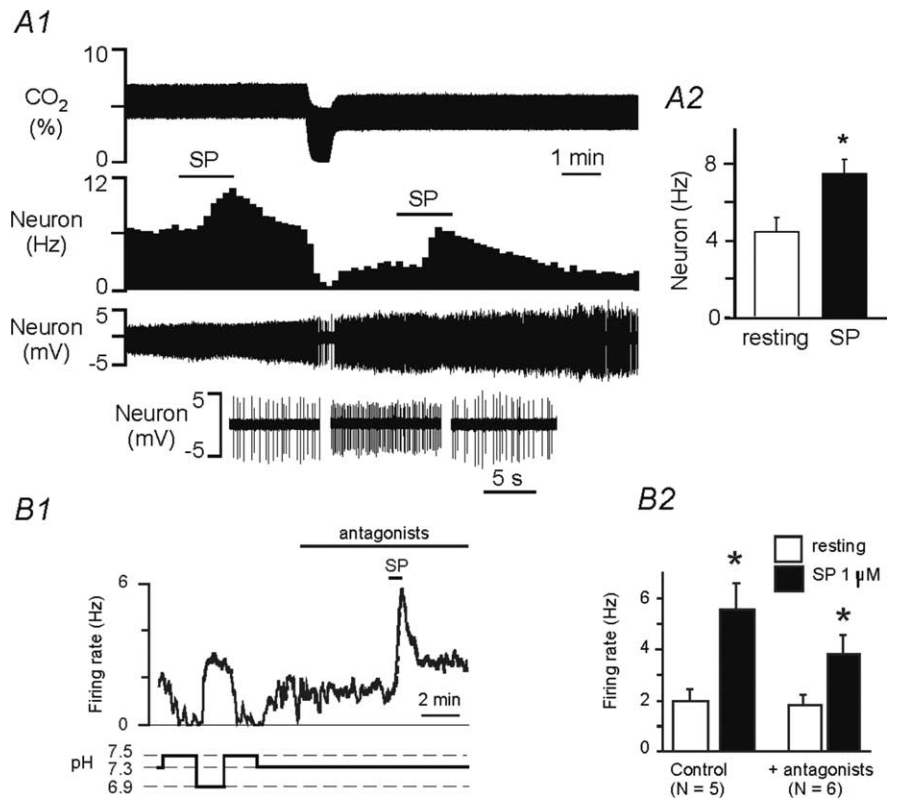 A1
10
CO2
(%)
0
SP
1 min
12
Neuron
(Hz)
SP
0
Neuron
(mV)
5
-5
Neuron
(mV)
5
-5
5 s
A2
8
Neuron (Hz)
4
0
*
resting SP
B1
antagonists
SP
6
Firing rate (Hz)
2 min
0
pH
7.5
7.3
6.9
B2
resting
SP 1 µM
6
Firing rate (Hz)
4
2
0
*
*
Control + antagonists
(N = 5) (N = 6)